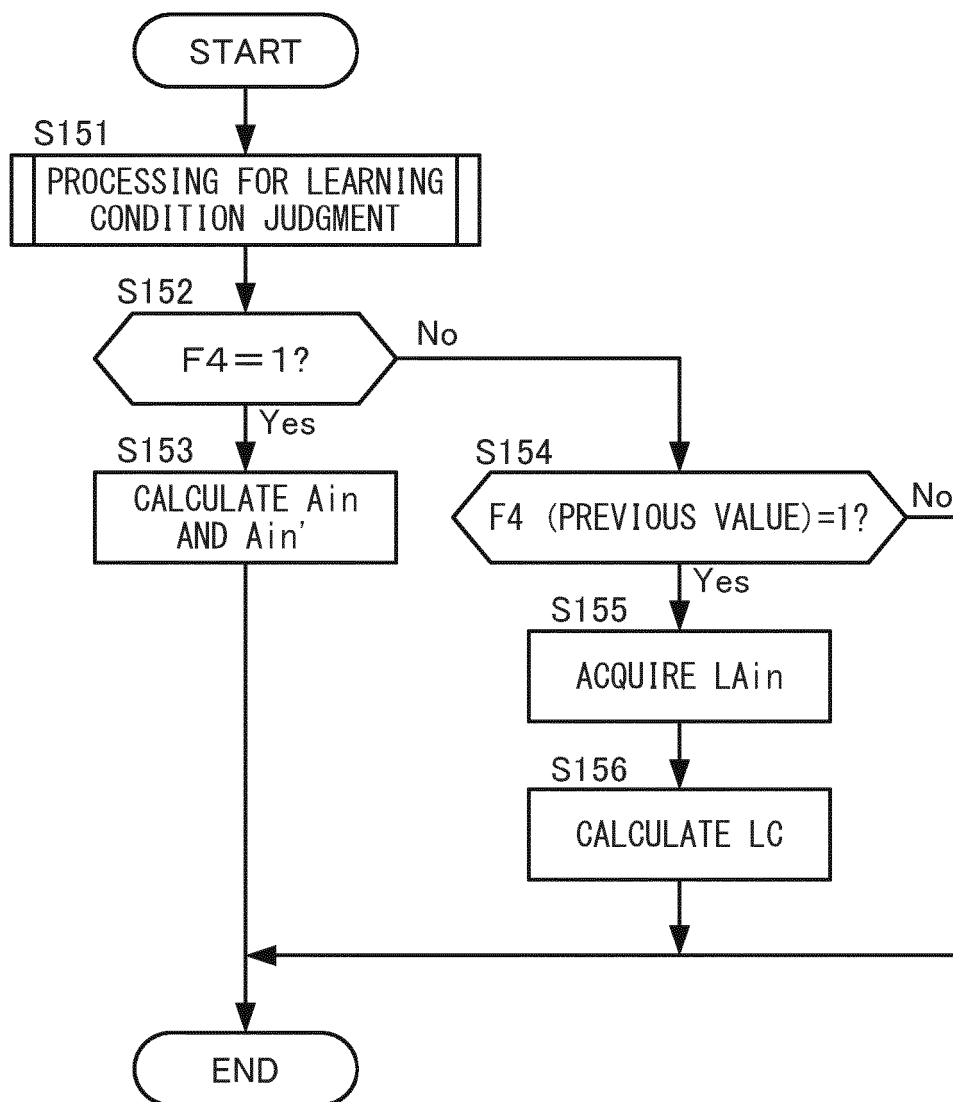 START
S151
PROCESSING FOR LEARNING
CONDITION JUDGMENT
S152
F4=1?
No
Yes
S153
CALCULATE Ain
AND Ain'
S154
F4 (PREVIOUS VALUE)=1?
No
Yes
S155
ACQUIRE LAin
S156
CALCULATE LC
END